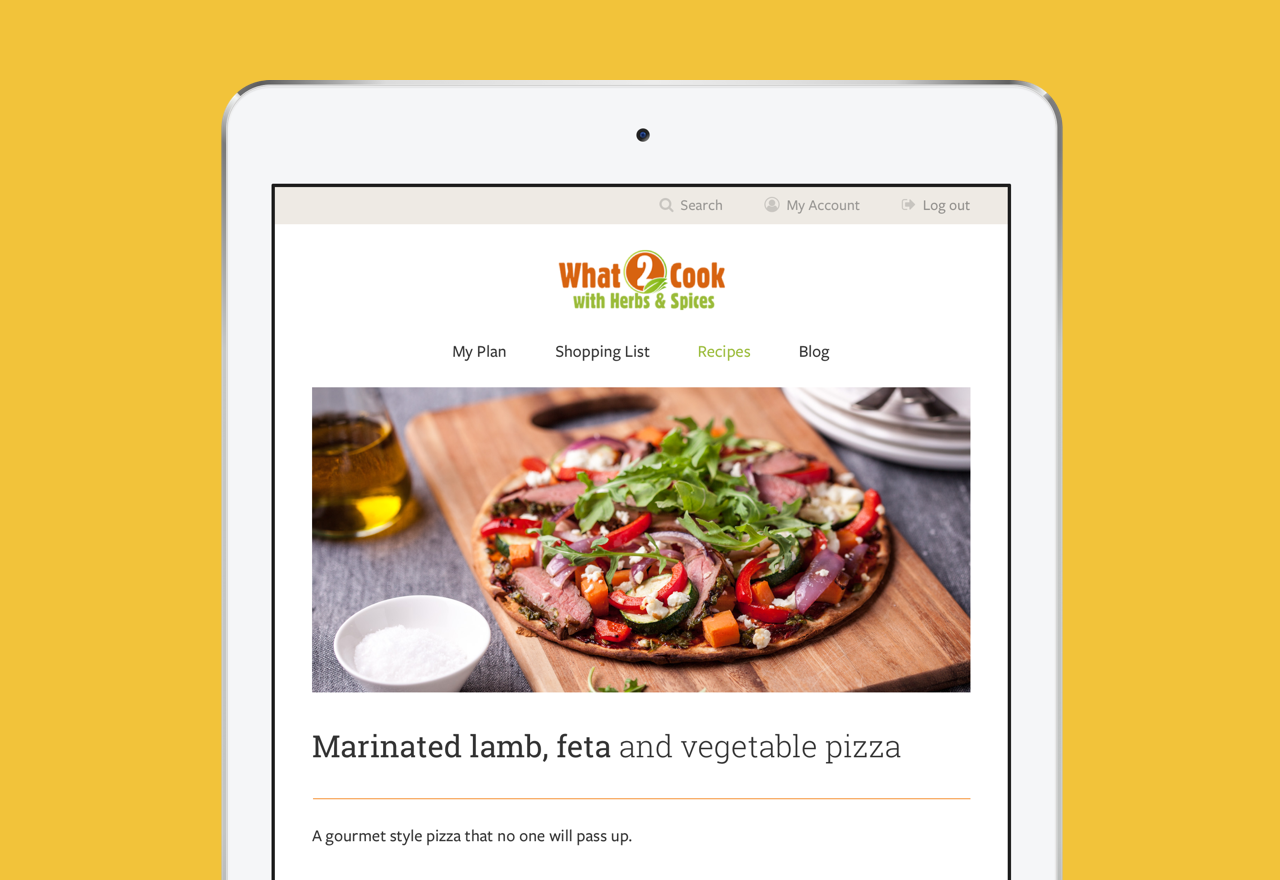 Search My Account Log out
What 2 Cook
with Herbs & Spices
My Plan Shopping List Recipes Blog
Marinated lamb, feta and vegetable pizza
A gourmet style pizza that no one will pass up.